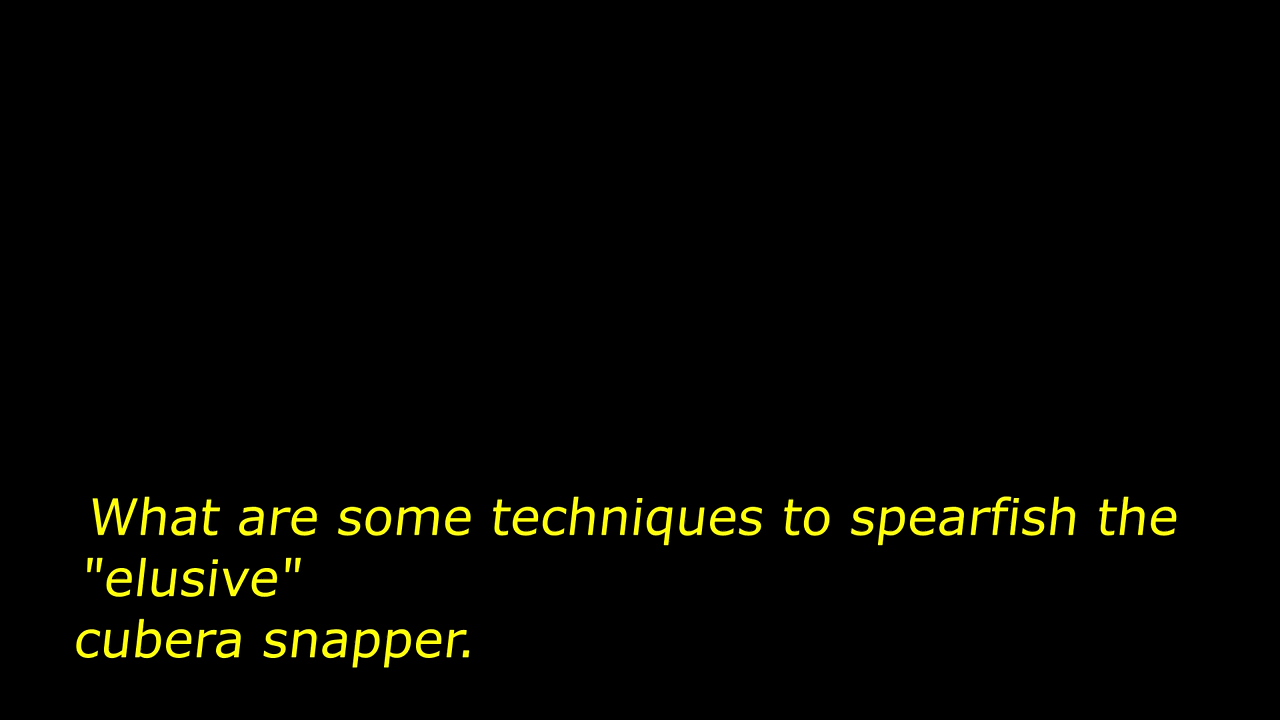 What are some techniques to spearfish the
"elusive"
cubera snapper.